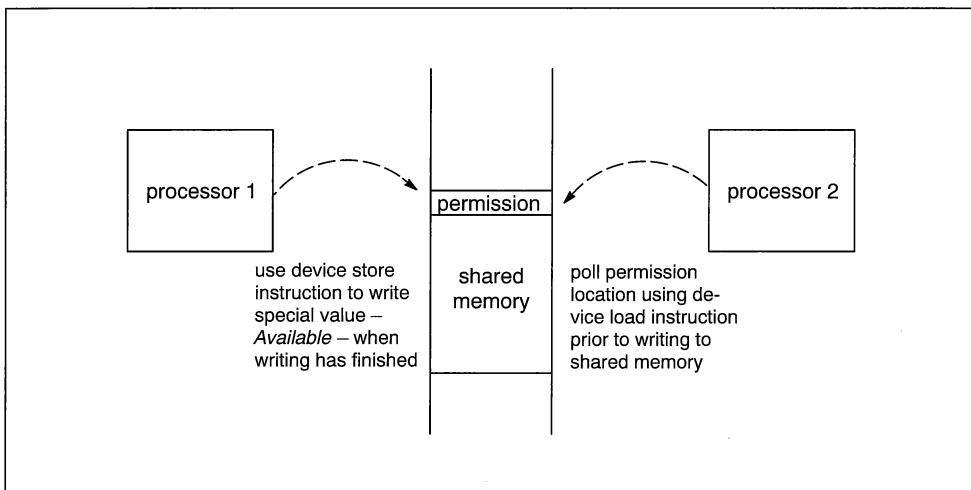 processor 1
permission
processor 2
use device store
instruction to write
special value –
Available – when
writing has finished
shared
memory
poll permission
location using de-
vice load instruction
prior to writing to
shared memory